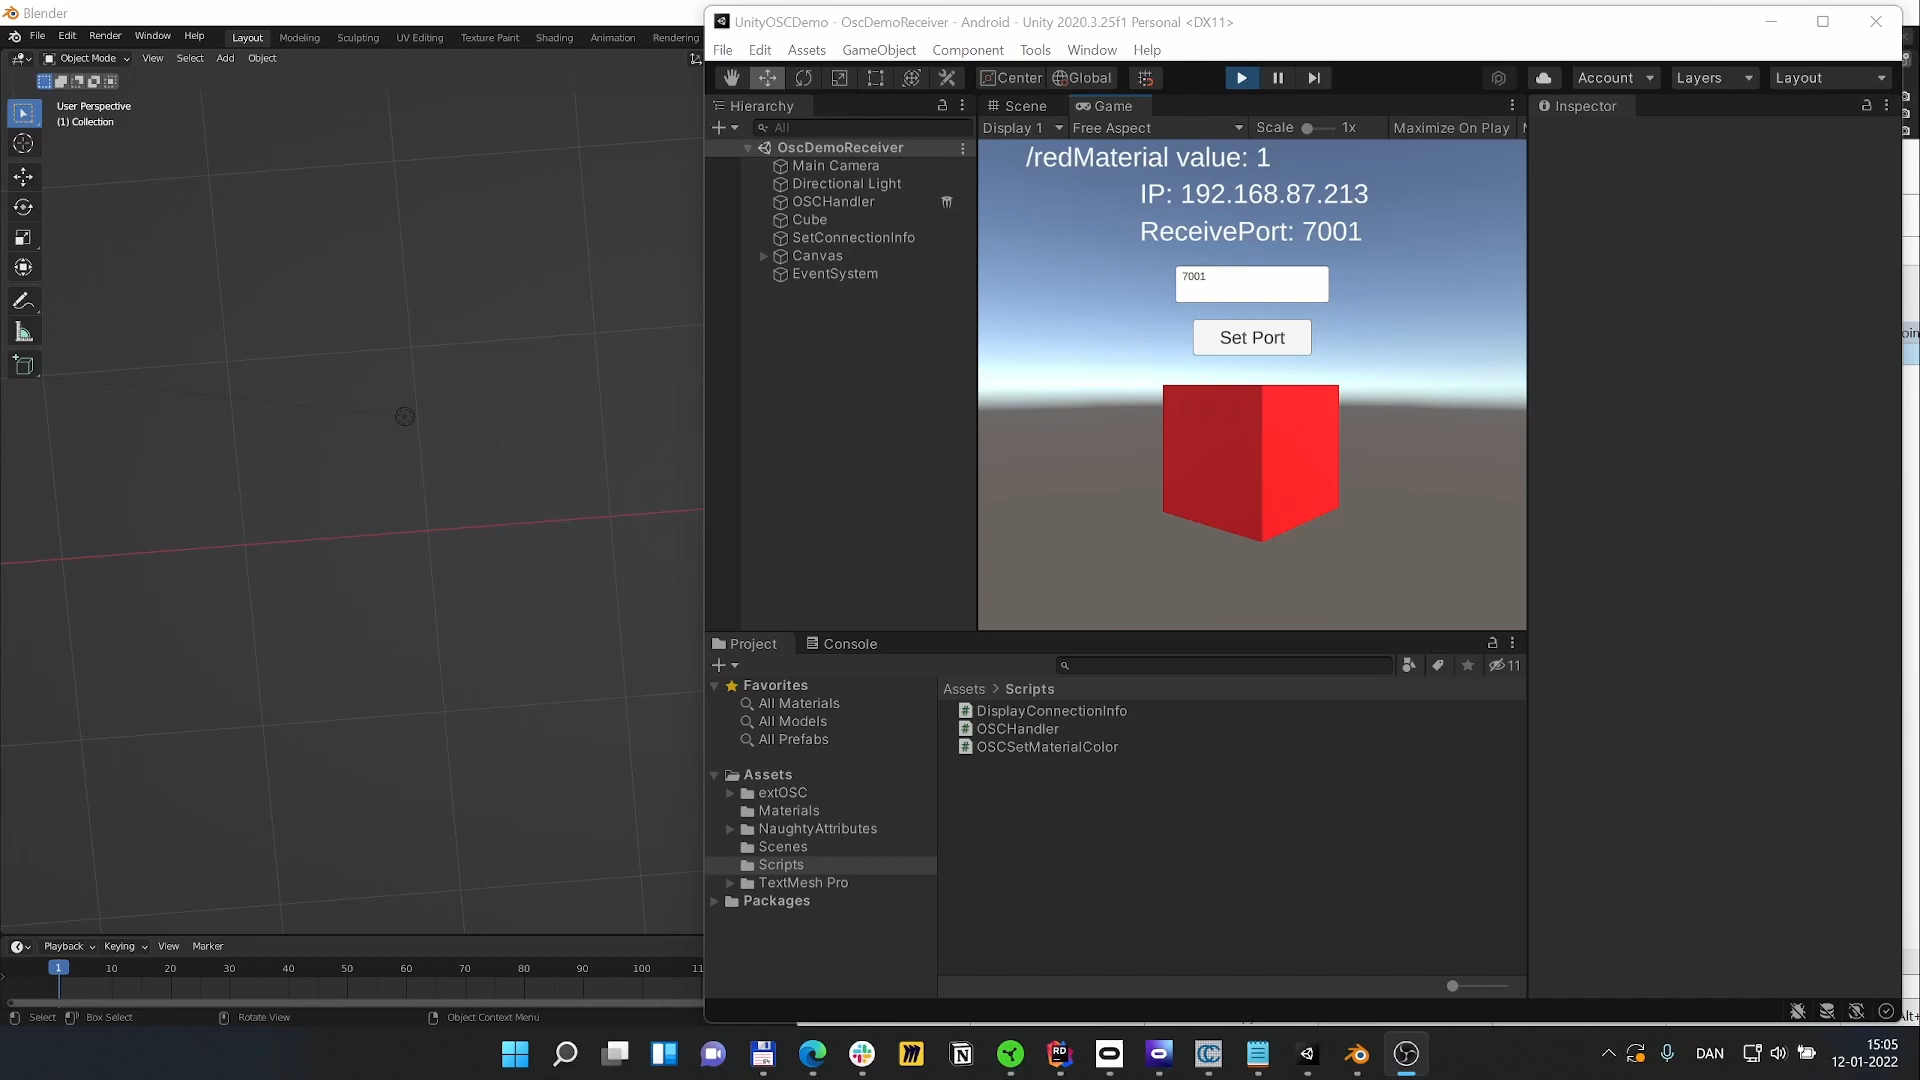 Blender
File Edit Render Window Help Layout Modeling Sculpting UV Editing Texture Paint Shading Animation Rendering
Object Mode View Select Add Object
User Perspective
(1) Collection
Playback Keying View Marker
1 10 20 30 40 50 60 70 80 90 100 11
Select Box Select Rotate View Object Context Menu
UnityOSCDemo - OscDemoReceiver - Android - Unity 2020.3.25f1 Personal <DX11>
File Edit Assets GameObject Component Tools Window Help
Center Global Account Layers Layout
Hierarchy
All
OscDemoReceiver
Main Camera
Directional Light
OSCHandler
Cube
SetConnectionInfo
Canvas
EventSystem
Scene Game
Display 1 Free Aspect Scale 1x Maximize On Play
/redMaterial value: 1
IP: 192.168.87.213
ReceivePort: 7001
7001
Set Port
Inspector
Project Console
11
Favorites
All Materials
All Models
All Prefabs
Assets
extOSC
Materials
NaughtyAttributes
Scenes
Scripts
TextMesh Pro
Packages
Assets > Scripts
DisplayConnectionInfo
OSCHandler
OSCSetMaterialColor
DAN
15:05
12-01-2022